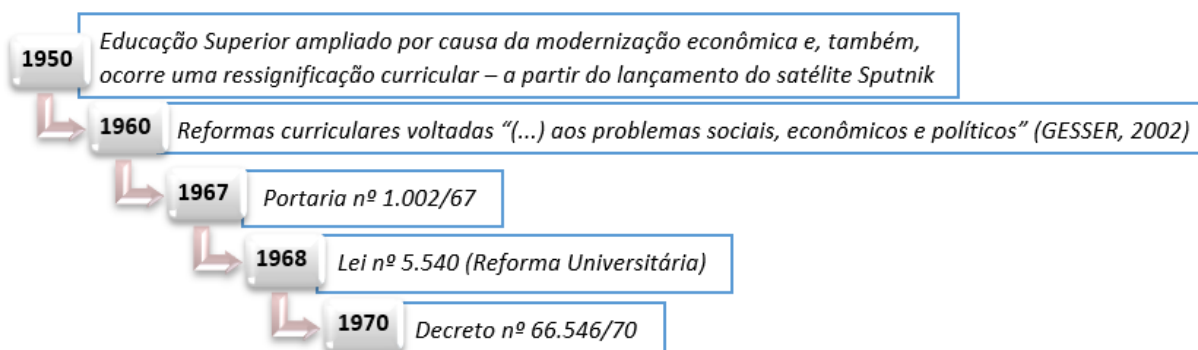 1950
Educação Superior ampliado por causa da modernização econômica e, também,
ocorre uma ressignificação curricular – a partir do lançamento do satélite Sputnik
1960
Reformas curriculares voltadas “(...) aos problemas sociais, econômicos e políticos” (GESSER, 2002)
1967
Portaria nº 1.002/67
1968
Lei nº 5.540 (Reforma Universitária)
1970
Decreto nº 66.546/70